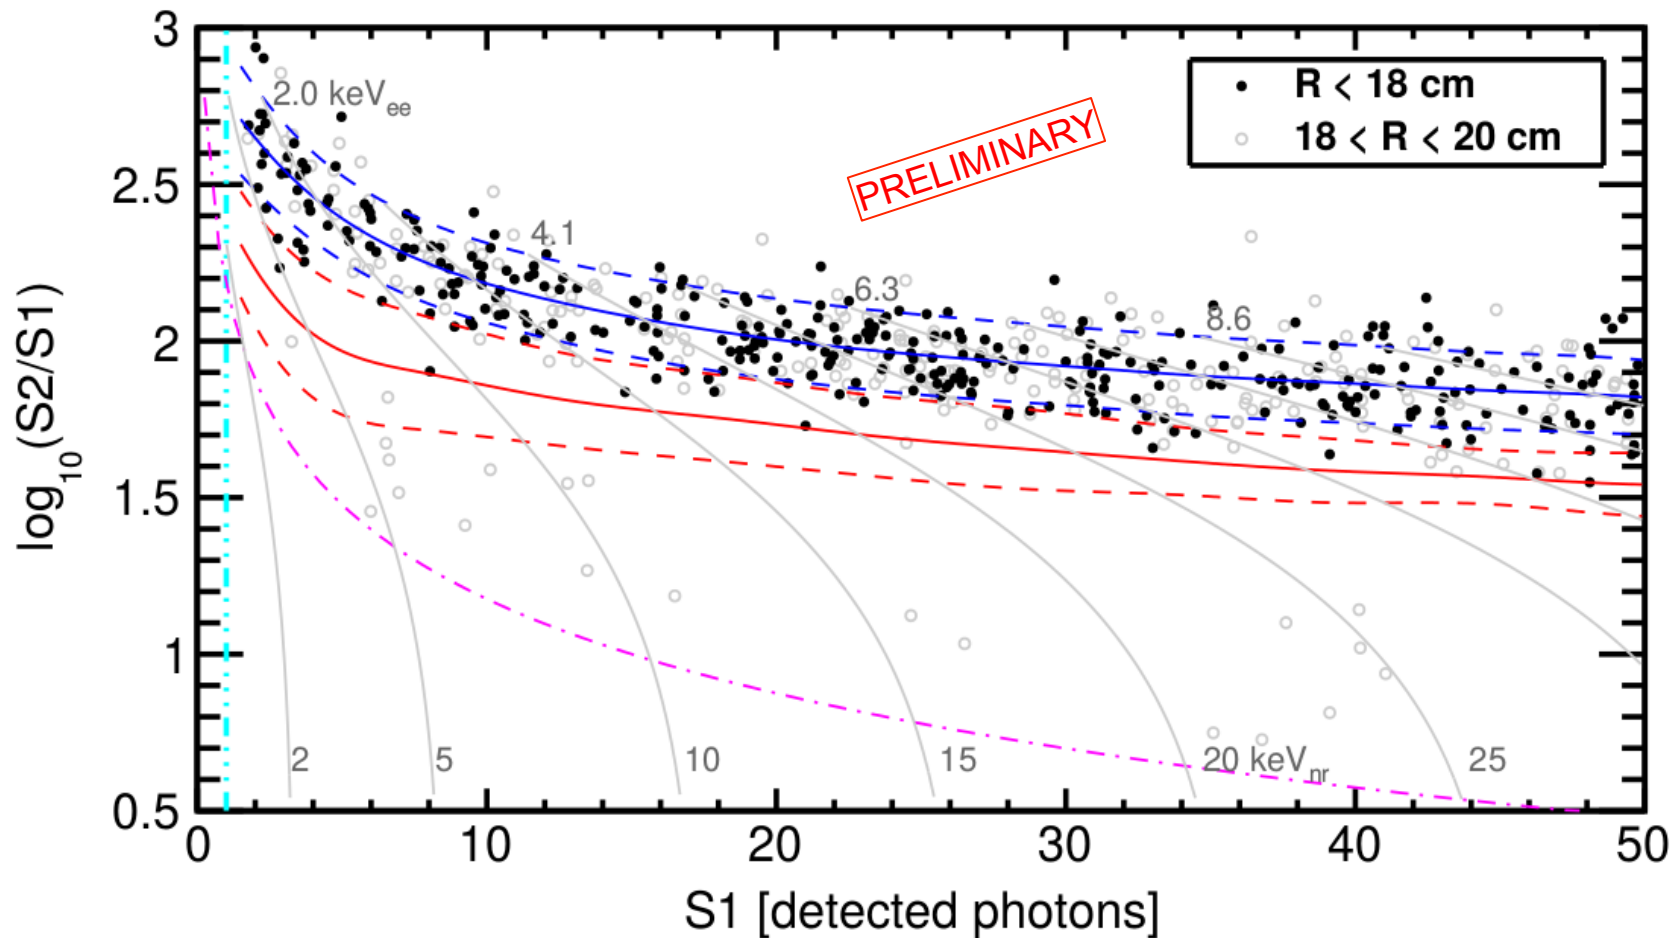 3
2.5
2
1.5
1
0.5
0
10
20
30
40
50
log10(S2/S1)
S1 [detected photons]
R < 18 cm
18 < R < 20 cm
PRELIMINARY
2.0 keVee
4.1
6.3
8.6
2
5
10
15
20 keVnr
25